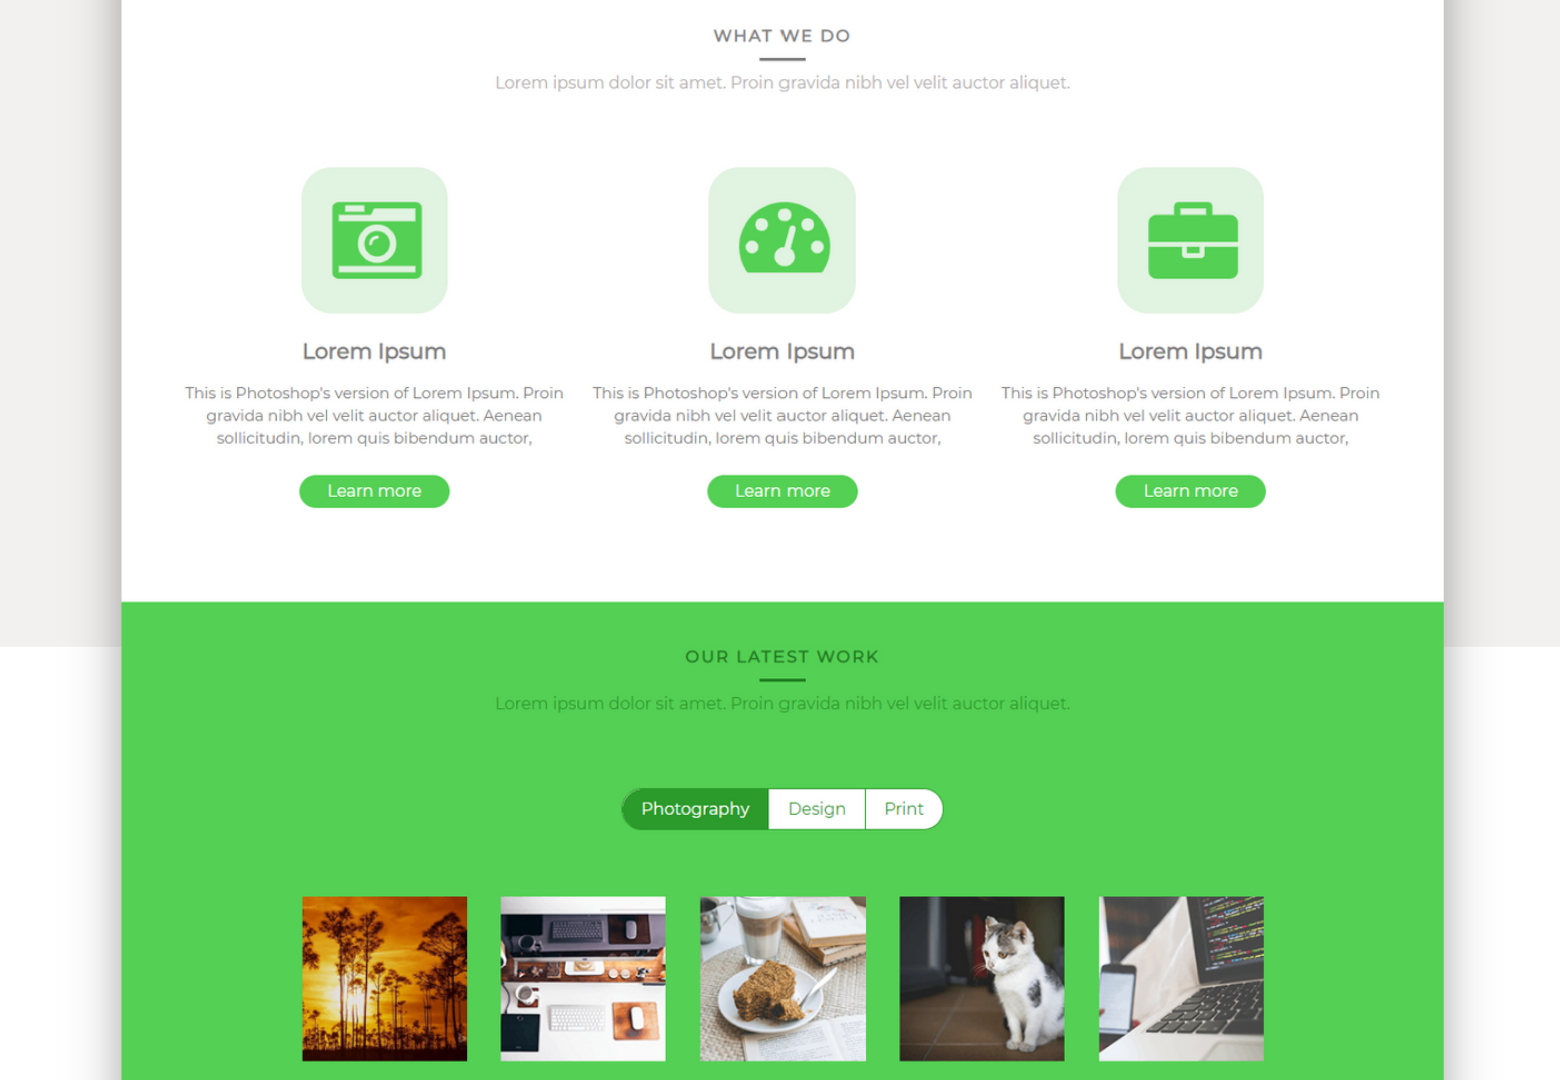 WHAT WE DO
Lorem ipsum dolor sit amet. Proin gravida nibh vel velit auctor aliquet.
Lorem Ipsum
This is Photoshop's version of Lorem Ipsum. Proin
gravida nibh vel velit auctor aliquet. Aenean
sollicitudin, lorem quis bibendum auctor,
Learn more
Lorem Ipsum
This is Photoshop's version of Lorem Ipsum. Proin
gravida nibh vel velit auctor aliquet. Aenean
sollicitudin, lorem quis bibendum auctor,
Learn more
Lorem Ipsum
This is Photoshop's version of Lorem Ipsum. Proin
gravida nibh vel velit auctor aliquet. Aenean
sollicitudin, lorem quis bibendum auctor,
Learn more
OUR LATEST WORK
Lorem ipsum dolor sit amet. Proin gravida nibh vel velit auctor aliquet.
Photography
Design
Print